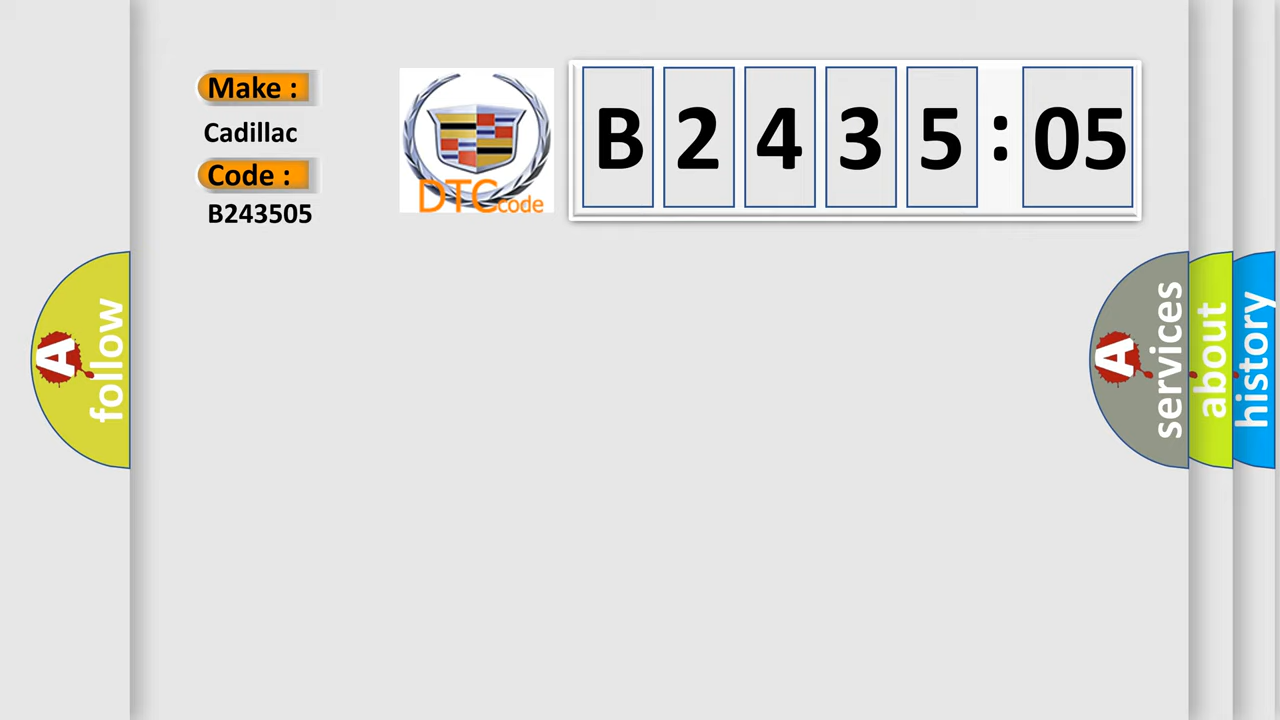 Make :
Cadillac
Code :
B243505
DTCcode
B 2 4 3 5 : 05
A follow
A services
about
history